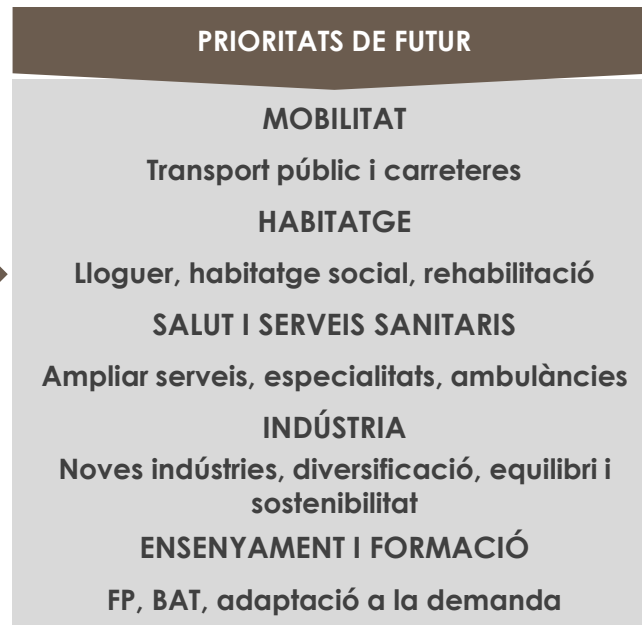 PRIORITATS DE FUTUR
MOBILITAT
Transport públic i carreteres
HABITATGE
Lloguer, habitatge social, rehabilitació
SALUT I SERVEIS SANITARIS
Ampliar serveis, especialitats, ambulàncies
INDÚSTRIA
Noves indústries, diversificació, equilibri i
sostenibilitat
ENSENYAMENT I FORMACIÓ
FP, BAT, adaptació a la demanda